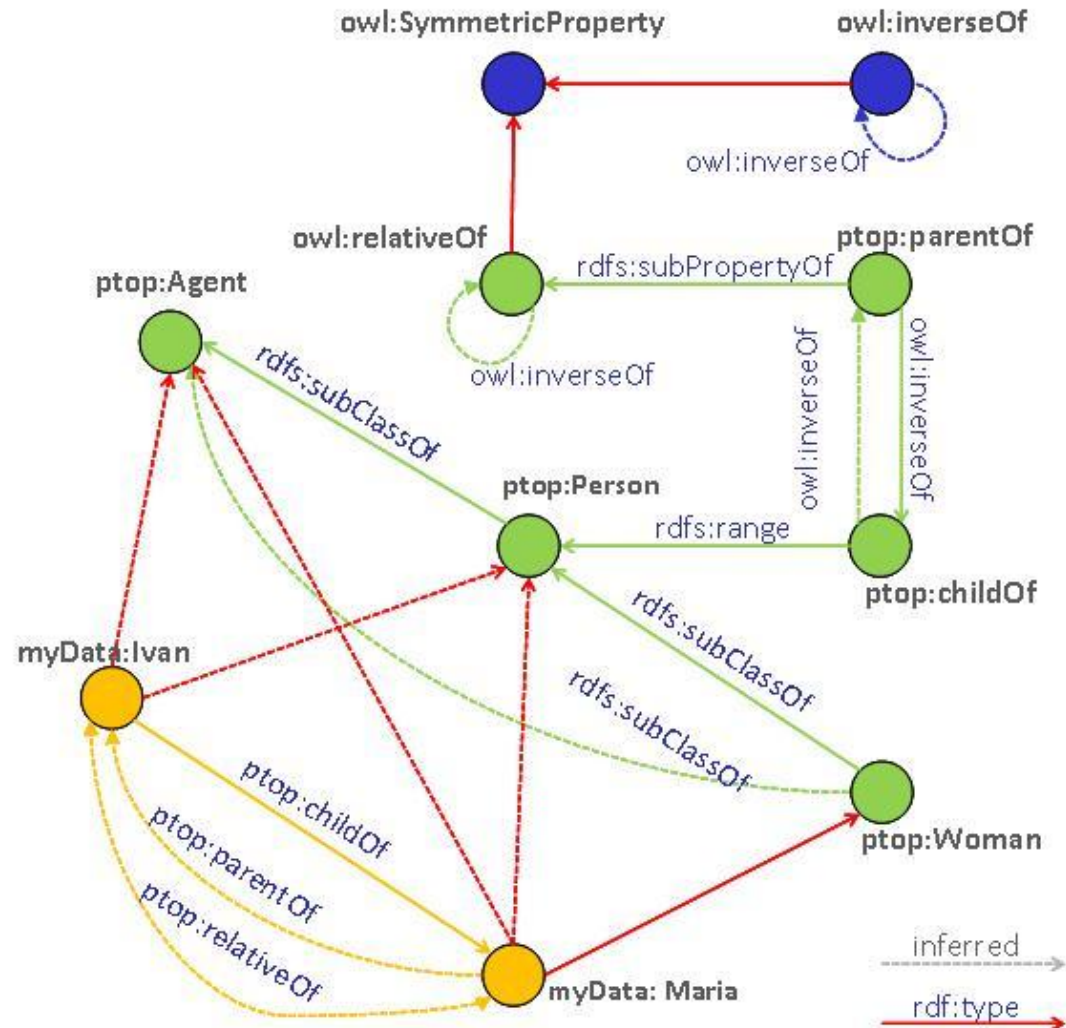 owl:SymmetricProperty
owl:inverseOf
owl:inverseOf
owl:relativeOf
ptop:parentOf
rdfs:subPropertyOf
ptop:Agent
owl:inverseOf
owl:inverseOf
owl:inverseOf
rdfs:subClassOf
ptop:Person
rdfs:range
ptop:childOf
myData:Ivan
rdfs:subClassOf
rdfs:subClassOf
ptop:childOf
ptop:parentOf
ptop:relativeOf
ptop:Woman
myData: Maria
inferred
rdf:type